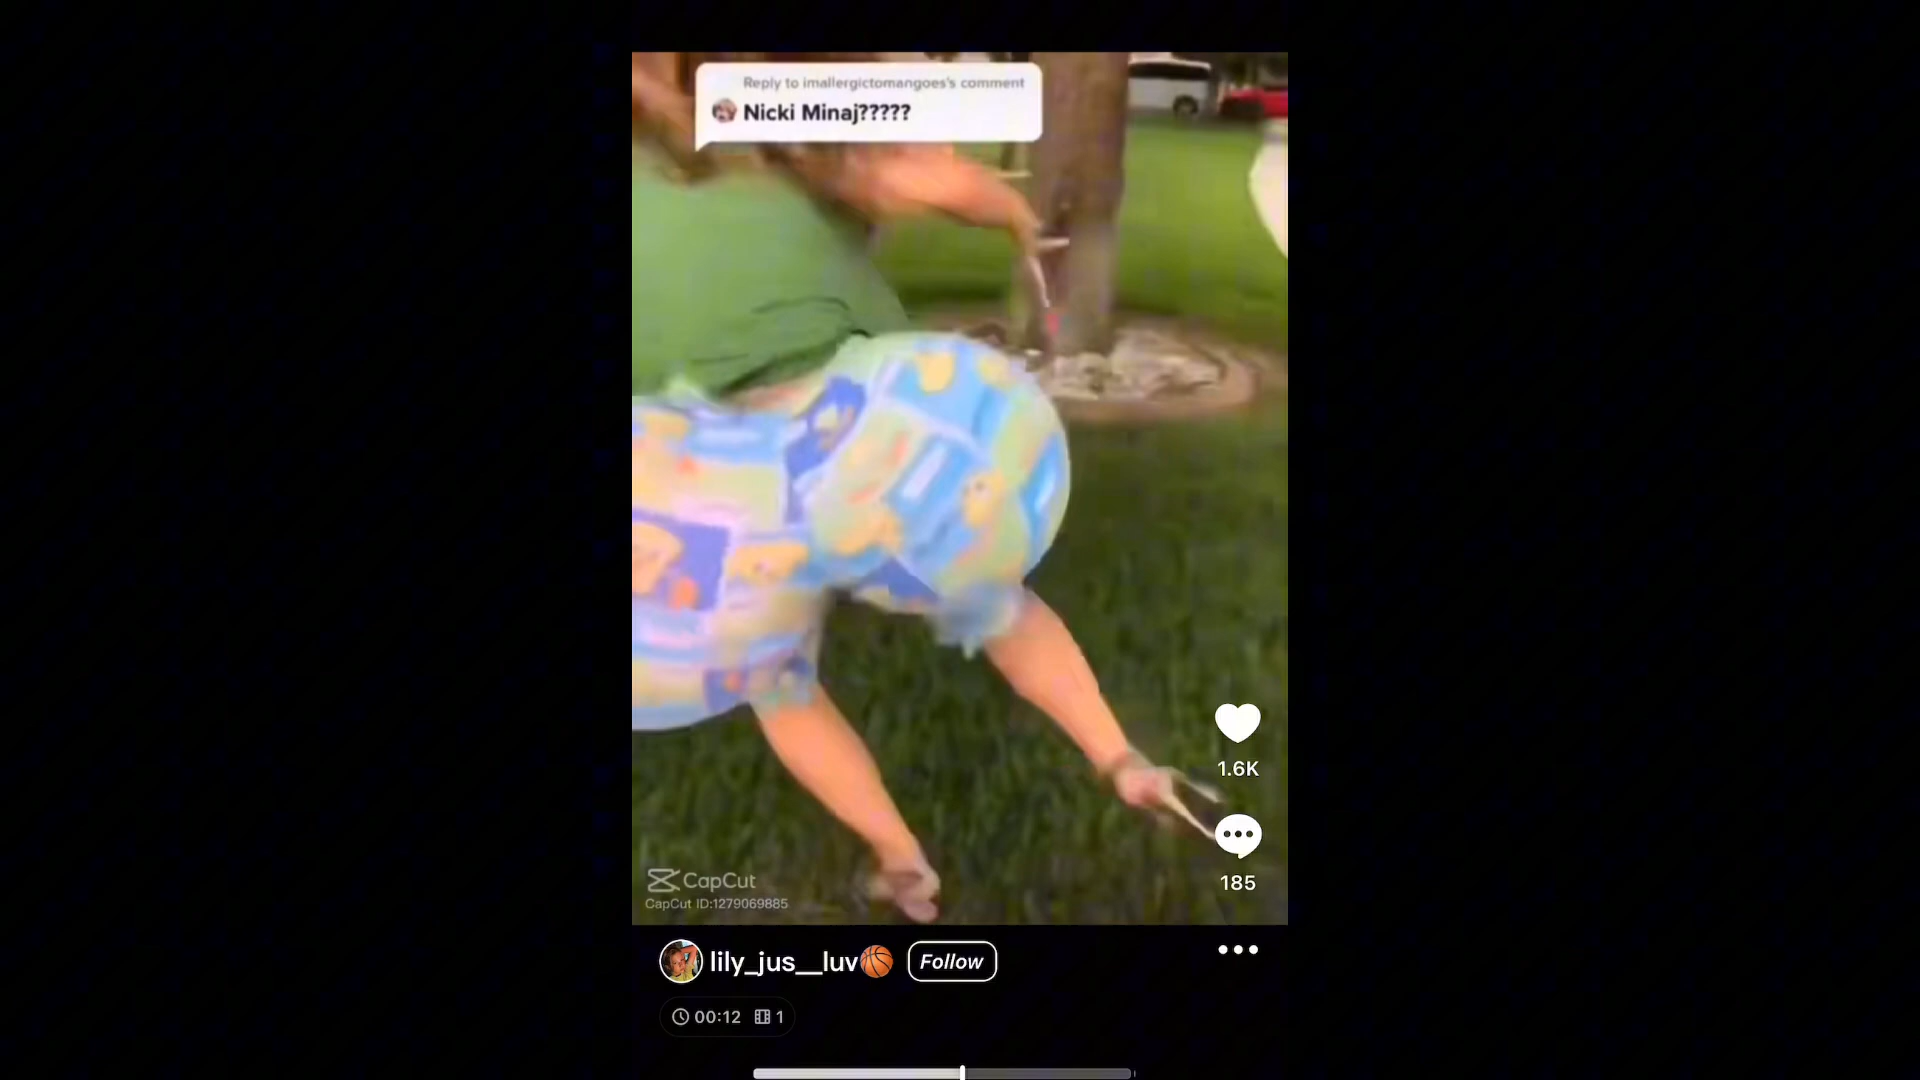 Reply to imallergictomangoes's comment
Nicki Minaj?????
1.6K
185
CapCut
CapCut ID:1279069885
lily_jus__luv🏀 Follow
00:12 1